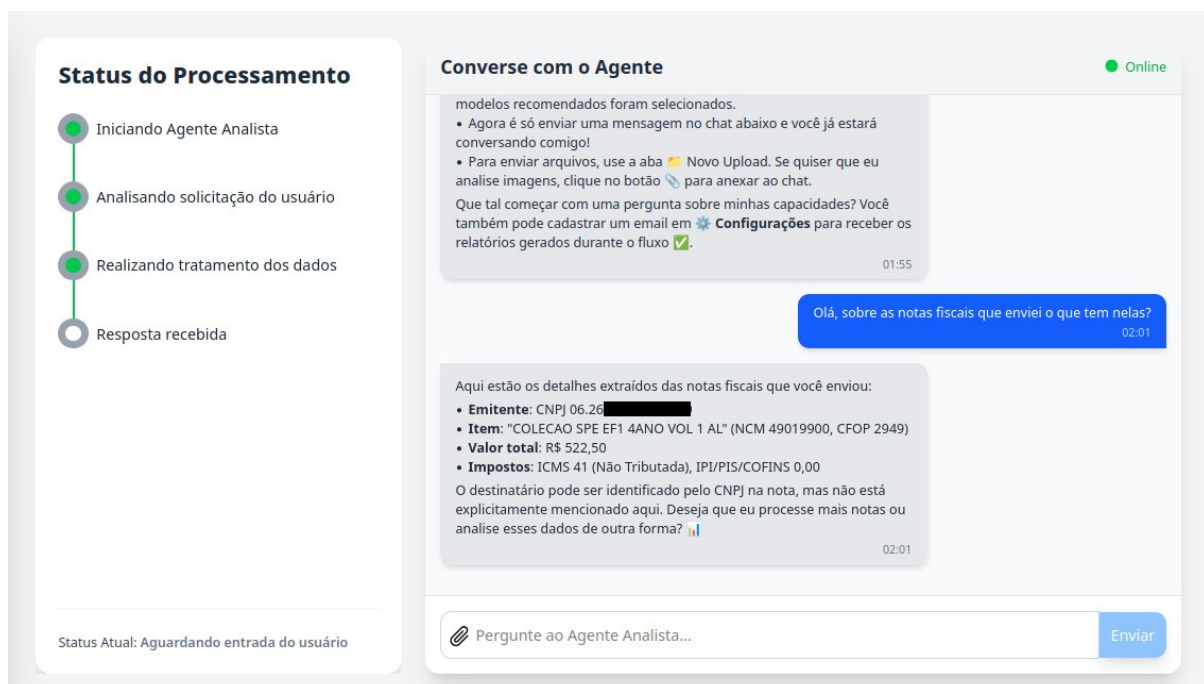 Status do Processamento
Iniciando Agente Analista
Analisando solicitação do usuário
Realizando tratamento dos dados
Resposta recebida
Status Atual: Aguardando entrada do usuário
Converse com o Agente
Online
modelos recomendados foram selecionados.
• Agora é só enviar uma mensagem no chat abaixo e você já estará
conversando comigo!
• Para enviar arquivos, use a aba 📁 Novo Upload. Se quiser que eu
analise imagens, clique no botão 📎 para anexar ao chat.
Que tal começar com uma pergunta sobre minhas capacidades? Você
também pode cadastrar um email em ⚙️ Configurações para receber os
relatórios gerados durante o fluxo ✅.
01:55
Olá, sobre as notas fiscais que enviei o que tem nelas?
02:01
Aqui estão os detalhes extraídos das notas fiscais que você enviou:
• Emitente: CNPJ 06.26
• Item: "COLECAO SPE EF1 4ANO VOL 1 AL" (NCM 49019900, CFOP 2949)
• Valor total: R$ 522,50
• Impostos: ICMS 41 (Não Tributada), IPI/PIS/COFINS 0,00
O destinatário pode ser identificado pelo CNPJ na nota, mas não está
explicitamente mencionado aqui. Deseja que eu processe mais notas ou
analise esses dados de outra forma? 📊
02:01
Pergunte ao Agente Analista...
Enviar